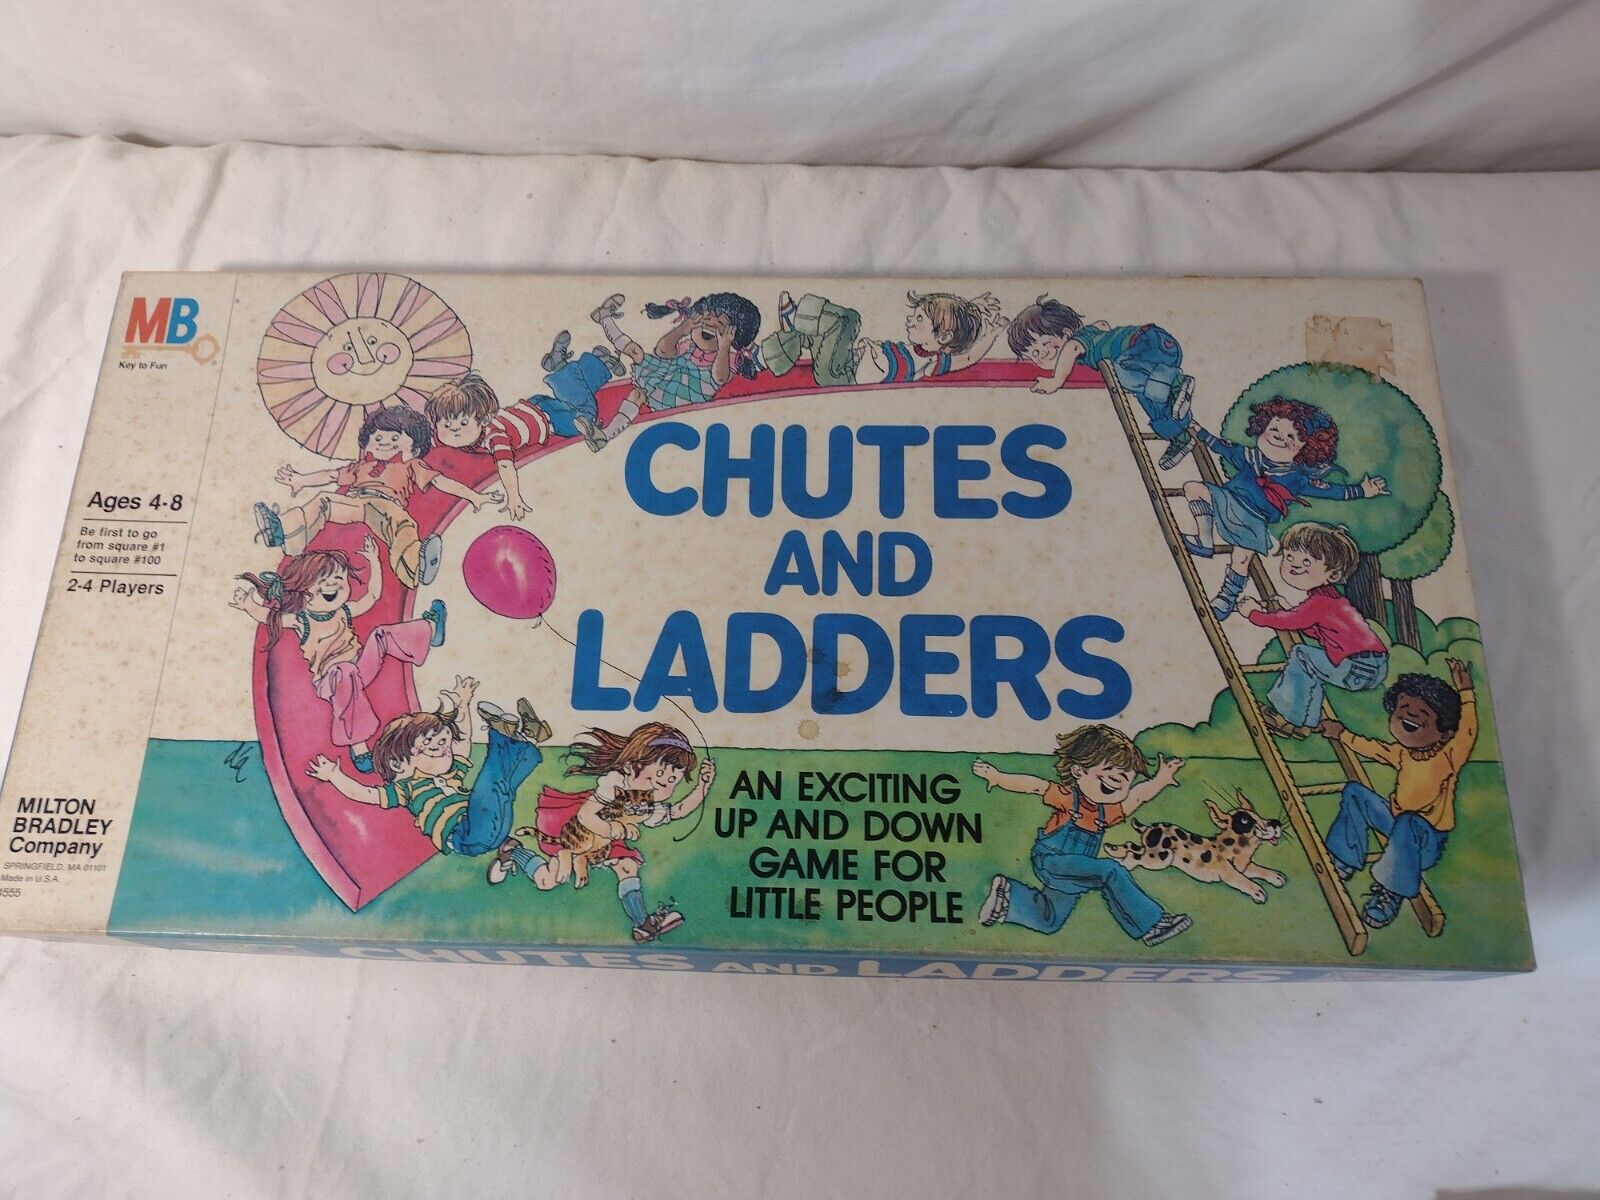 MB
Key to Fun
Ages 4-8
Be first to go
from square #1
to square #100
2-4 Players
MILTON
BRADLEY
Company
SPRINGFIELD, MA 01101
Made in U.S.A.
CHUTES
AND
LADDERS
AN EXCITING
UP AND DOWN
GAME FOR
LITTLE PEOPLE
CHUTES AND LADDERS